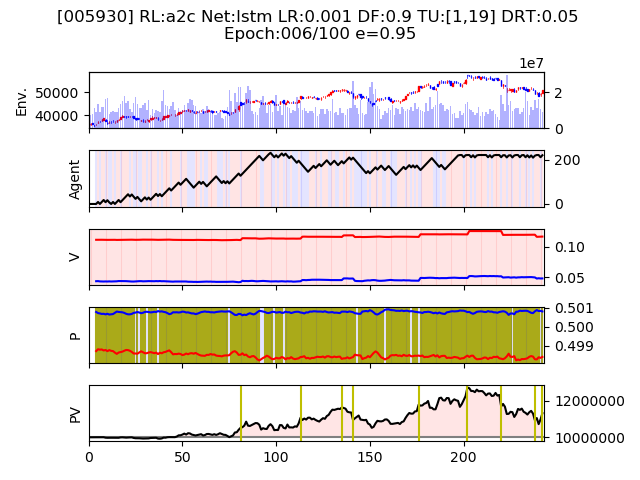 [005930] RL:a2c Net:lstm LR:0.001 DF:0.9 TU:[1,19] DRT:0.05
Epoch:006/100 e=0.95
1e7
Env.
50000
40000
2
0
Agent
200
0
V
0.10
0.05
P
0.501
0.500
0.499
PV
12000000
10000000
0 50 100 150 200